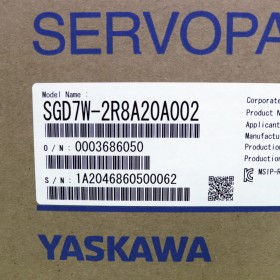 SERVOPA
Model Name :
SGD7W-2R8A20A002
O/N: 0003686050
S/N: 1A2046860500062
Corporate
Product N
Applicant
Manufactu
Production
Production
MSIP-R
YASKAWA